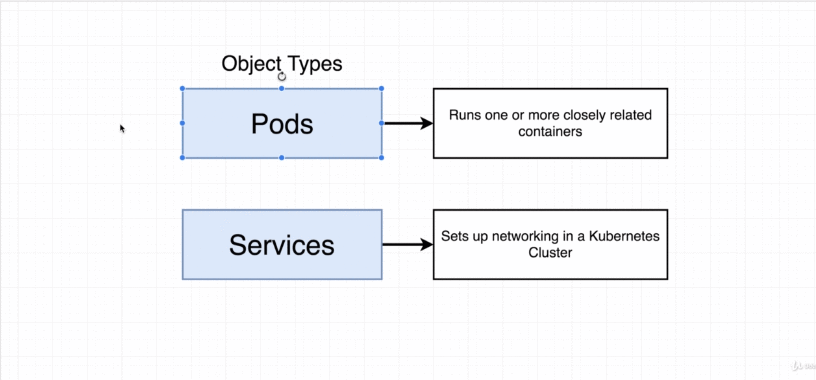 Object Types
Pods
Runs one or more closely related
containers
Services
Sets up networking in a Kubernetes
Cluster